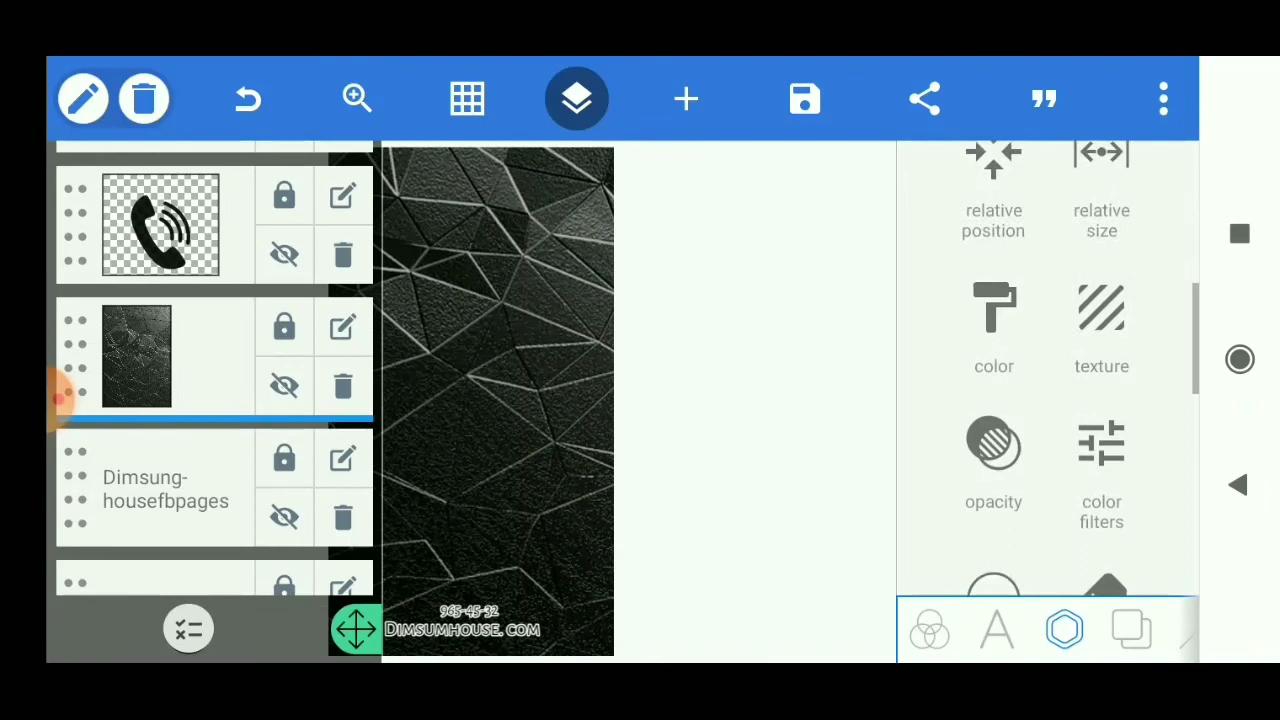 relative
position
relative
size
color
texture
Dimsung-
housefbpages
opacity
color
filters
965-45-32
DIMSUMHOUSE. COM